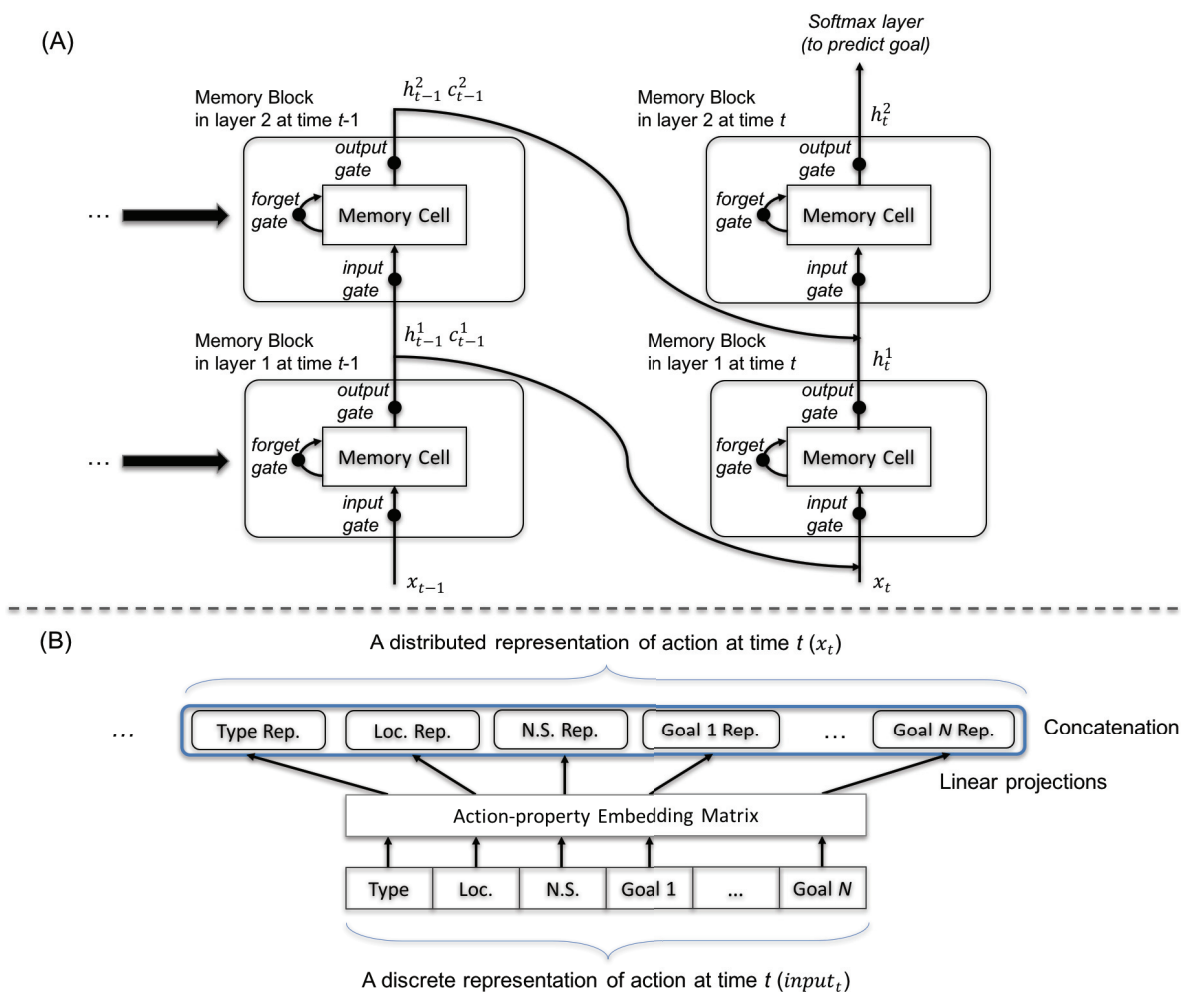 (A)
Softmax layer
(to predict goal)
Memory Block
in layer 2 at time t-1
h²ₜ₋₁ c²ₜ₋₁
Memory Block
in layer 2 at time t
h²ₜ
output
gate
forget
gate
Memory Cell
input
gate
output
gate
forget
gate
Memory Cell
input
gate
...
Memory Block
in layer 1 at time t-1
h¹ₜ₋₁ c¹ₜ₋₁
Memory Block
in layer 1 at time t
h¹ₜ
output
gate
forget
gate
Memory Cell
input
gate
output
gate
forget
gate
Memory Cell
input
gate
...
xₜ₋₁
xₜ
(B)
A distributed representation of action at time t (xₜ)
... Type Rep. Loc. Rep. N.S. Rep. Goal 1 Rep. ... Goal N Rep. Concatenation
Linear projections
Action-property Embedding Matrix
Type Loc. N.S. Goal 1 ... Goal N
A discrete representation of action at time t (inputₜ)